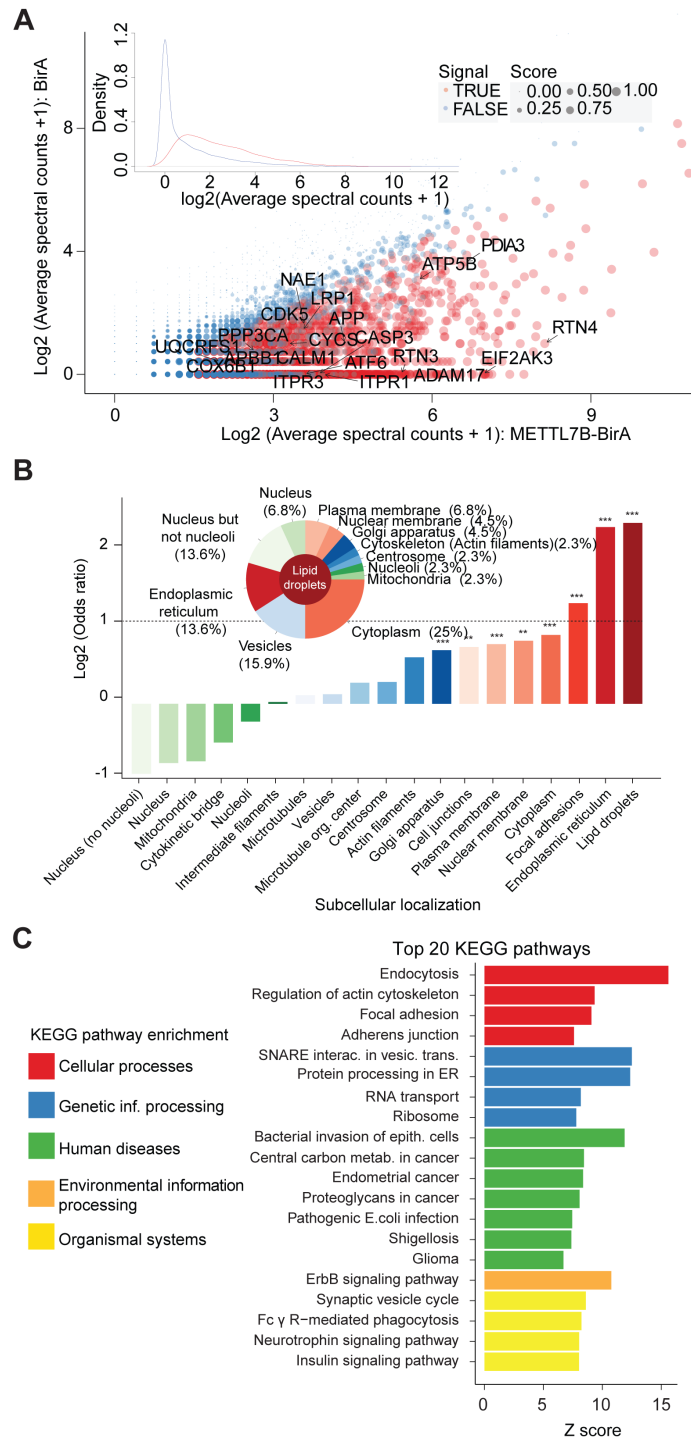 A
Density
1.2
0.8
0.4
0.0
0 2 4 6 8 10 12
log2(Average spectral counts + 1)
Signal
TRUE
FALSE
Score
0.00 0.50 1.00
0.25 0.75
Log2 (Average spectral counts +1): BirA
8
4
0
PDIA3
ATP5B
NAE1
LRP1
CDK5
APP
RTN4
PPP3CA
CYCS
CASP3
UQCRFS1
APBB1
CALM1
ATF6
RTN3
EIF2AK3
COX6B1
ITPR3
ITPR1
ADAM17
0 3 6 9
Log2 (Average spectral counts + 1): METTL7B-BirA
B
Log2 (Odds ratio)
2
1
0
-1
Nucleus
(6.8%)
Plasma membrane (6.8%)
Nuclear membrane (4.5%)
Golgi apparatus (4.5%)
Cytoskeleton (Actin filaments)(2.3%)
Centrosome (2.3%)
Nucleoli (2.3%)
Mitochondria (2.3%)
Nucleus but
not nucleoli
(13.6%)
Lipid
droplets
Endoplasmic
reticulum
(13.6%)
Vesicles
(15.9%)
Cytoplasm (25%)
*** ** *** ** *** *** *** ***
Nucleus (no nucleoli)
Nucleus
Mitochondria
Cytokinetic bridge
Nucleoli
Intermediate filaments
Microtubules
Vesicles
Microtubule org. center
Centrosome
Actin filaments
Golgi apparatus
Cell junctions
Plasma membrane
Nuclear membrane
Cytoplasm
Focal adhesions
Endoplasmic reticulum
Lipd droplets
Subcellular localization
C
Top 20 KEGG pathways
KEGG pathway enrichment
Cellular processes
Genetic inf. processing
Human diseases
Environmental information
processing
Organismal systems
Endocytosis
Regulation of actin cytoskeleton
Focal adhesion
Adherens junction
SNARE interac. in vesic. trans.
Protein processing in ER
RNA transport
Ribosome
Bacterial invasion of epith. cells
Central carbon metab. in cancer
Endometrial cancer
Proteoglycans in cancer
Pathogenic E.coli infection
Shigellosis
Glioma
ErbB signaling pathway
Synaptic vesicle cycle
Fc γ R-mediated phagocytosis
Neurotrophin signaling pathway
Insulin signaling pathway
0 5 10 15
Z score